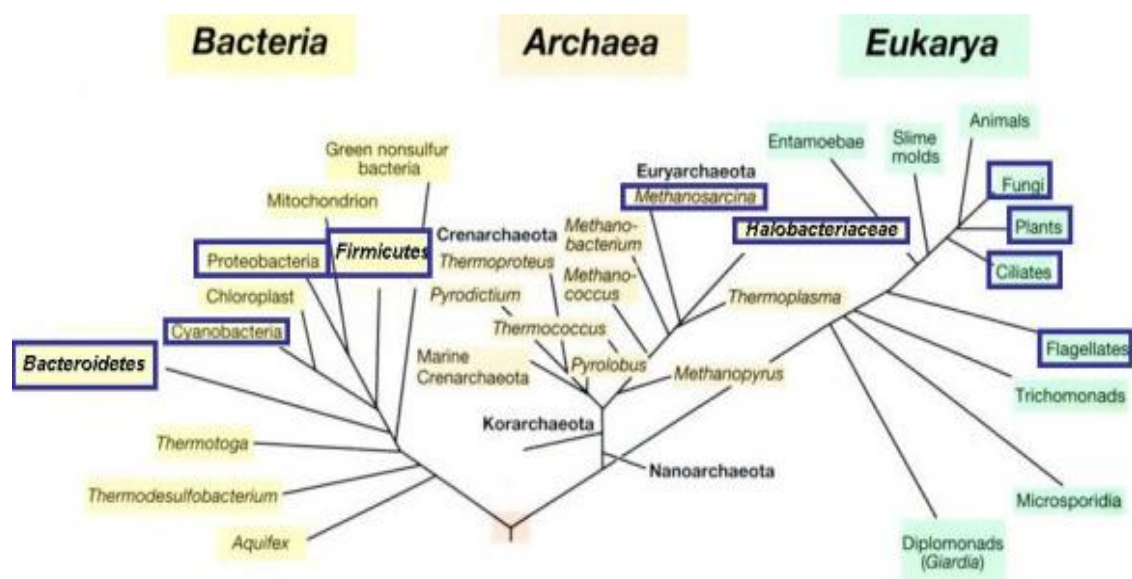 Bacteria
Archaea
Eukarya
Green nonsulfur
bacteria
Mitochondrion
Proteobacteria
Firmicutes
Chloroplast
Cyanobacteria
Bacteroidetes
Thermotoga
Thermodesulfobacterium
Aquifex
Crenarchaeota
Thermoproteus
Pyrodictium
Thermococcus
Marine
Crenarchaeota
Pyrolobus
Korarchaeota
Nanoarchaeota
Euryarchaeota
Methanosarcina
Methano-
bacterium
Halobacteriaceae
Methano-
coccus
Thermoplasma
Methanopyrus
Entamoebae
Slime
molds
Animals
Fungi
Plants
Ciliates
Flagellates
Trichomonads
Microsporidia
Diplomonads
(Giardia)